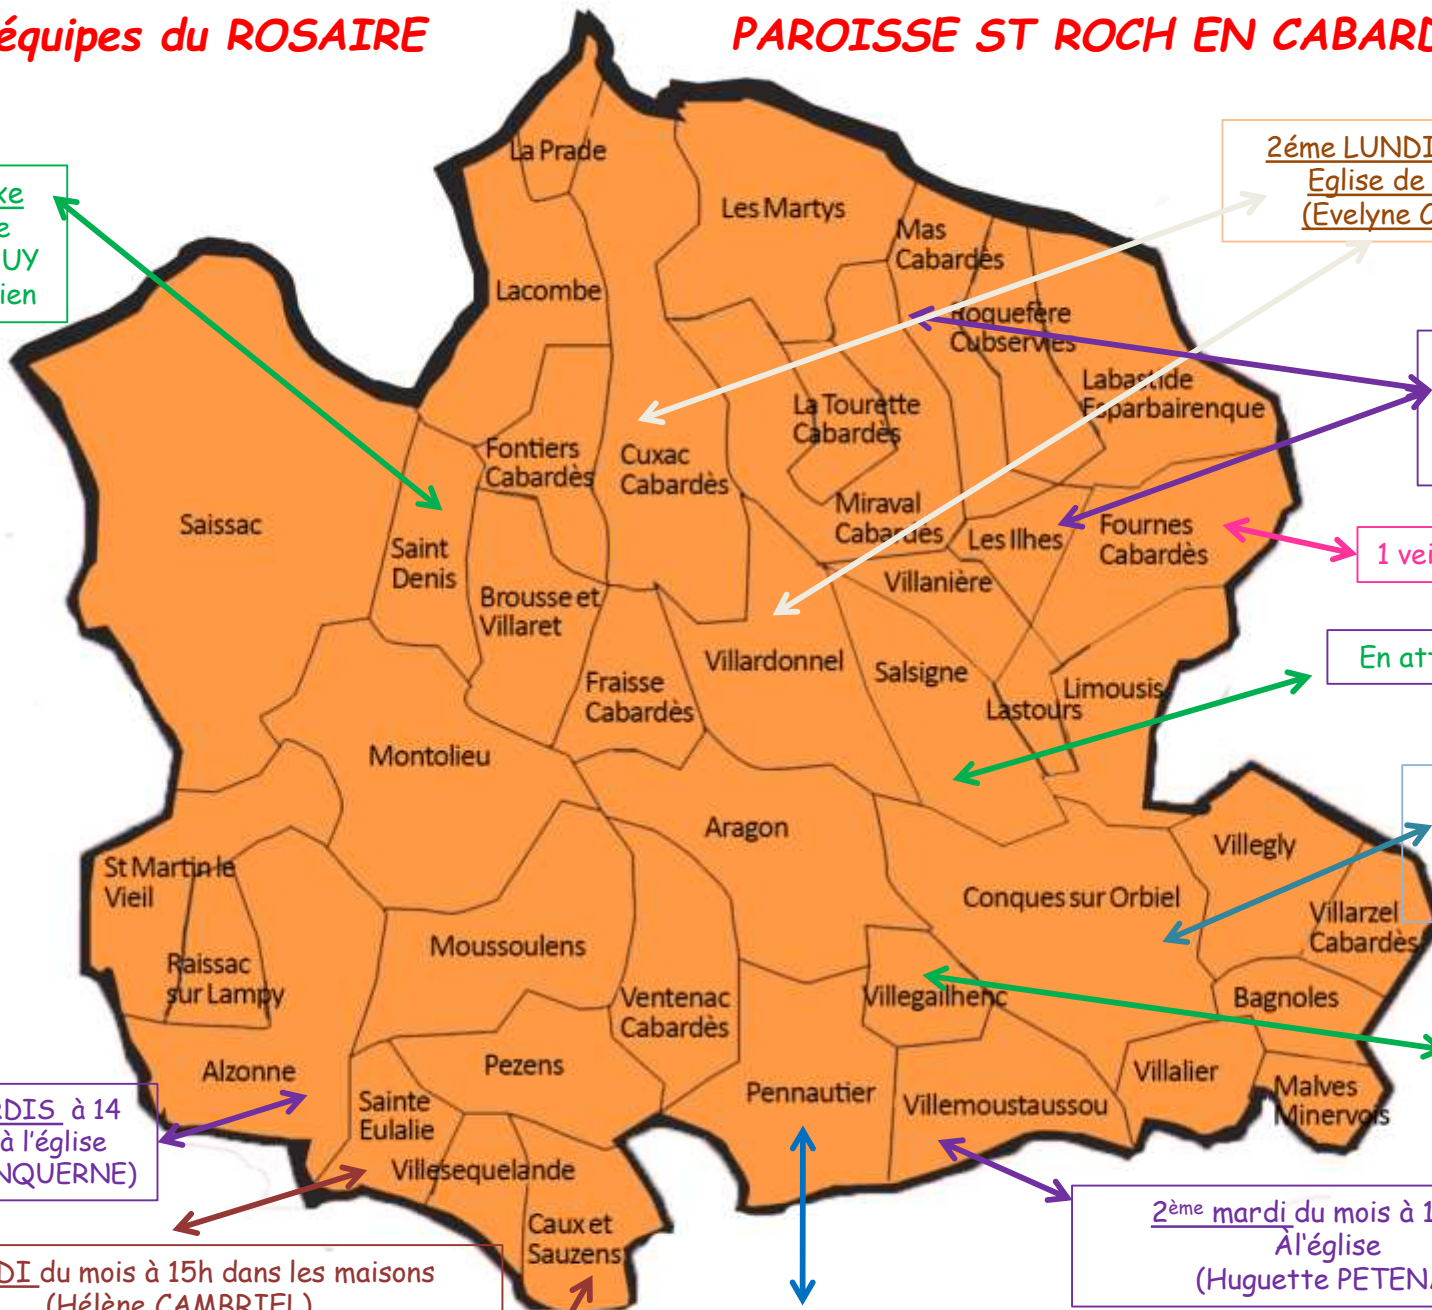 équipes du ROSAIRE
PAROISSE ST ROCH EN CABARD
2éme LUNDI
Eglise de
(Evelyne
xe
e
UY
ien
La Prade
Les Martys
Mas
Cabardès
Lacombe
Roquefère
Cubserviès
Labastide
Esparbairenque
La Tourette
Cabardès
Fontiers
Cabardès
Cuxac
Cabardès
Saissac
Miraval
Cabardès
Les Ilhes
Fournes
Cabardès
1 vei
Saint
Denis
Villanière
Brousse et
Villaret
Villardonnel
Salsigne
En att
Fraisse
Cabardès
Limousis
Lastours
Montolieu
Aragon
Villegly
St Martin le
Vieil
Conques sur Orbiel
Villarzel
Cabardès
Moussoulens
Raissac
sur Lampy
Ventenac
Cabardès
Villegailhenc
Bagnoles
Alzonne
Pezens
Pennautier
Villalier
Malves
Minervois
Sainte
Eulalie
Villemoustaussou
RDIS à 14
à l'église
NQUERNE)
Villesequelande
Caux et
Sauzens
2ème mardi du mois à 1
Àl'église
(Huguette PETENA
DI du mois à 15h dans les maisons
(Hélène CAMBRIEL)